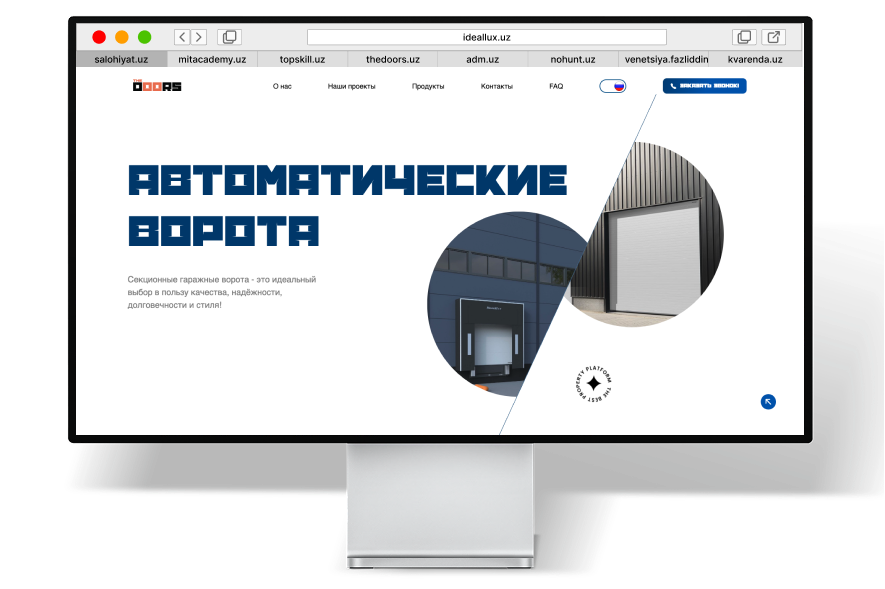 ideallux.uz
salohiyat.uz mitacademy.uz topskill.uz thedoors.uz adm.uz nohunt.uz venetsiya.fazliddin kvarenda.uz
THE
DOORS
О нас Наши проекты Продукты Контакты FAQ
ЗАКАЗАТЬ ЗВОНОК!
АВТОМАТИЧЕСКИЕ
ВОРОТА
Секционные гаражные ворота - это идеальный
выбор в пользу качества, надёжности,
долговечности и стиля!
THE BEST PROPERTY PLATFORM